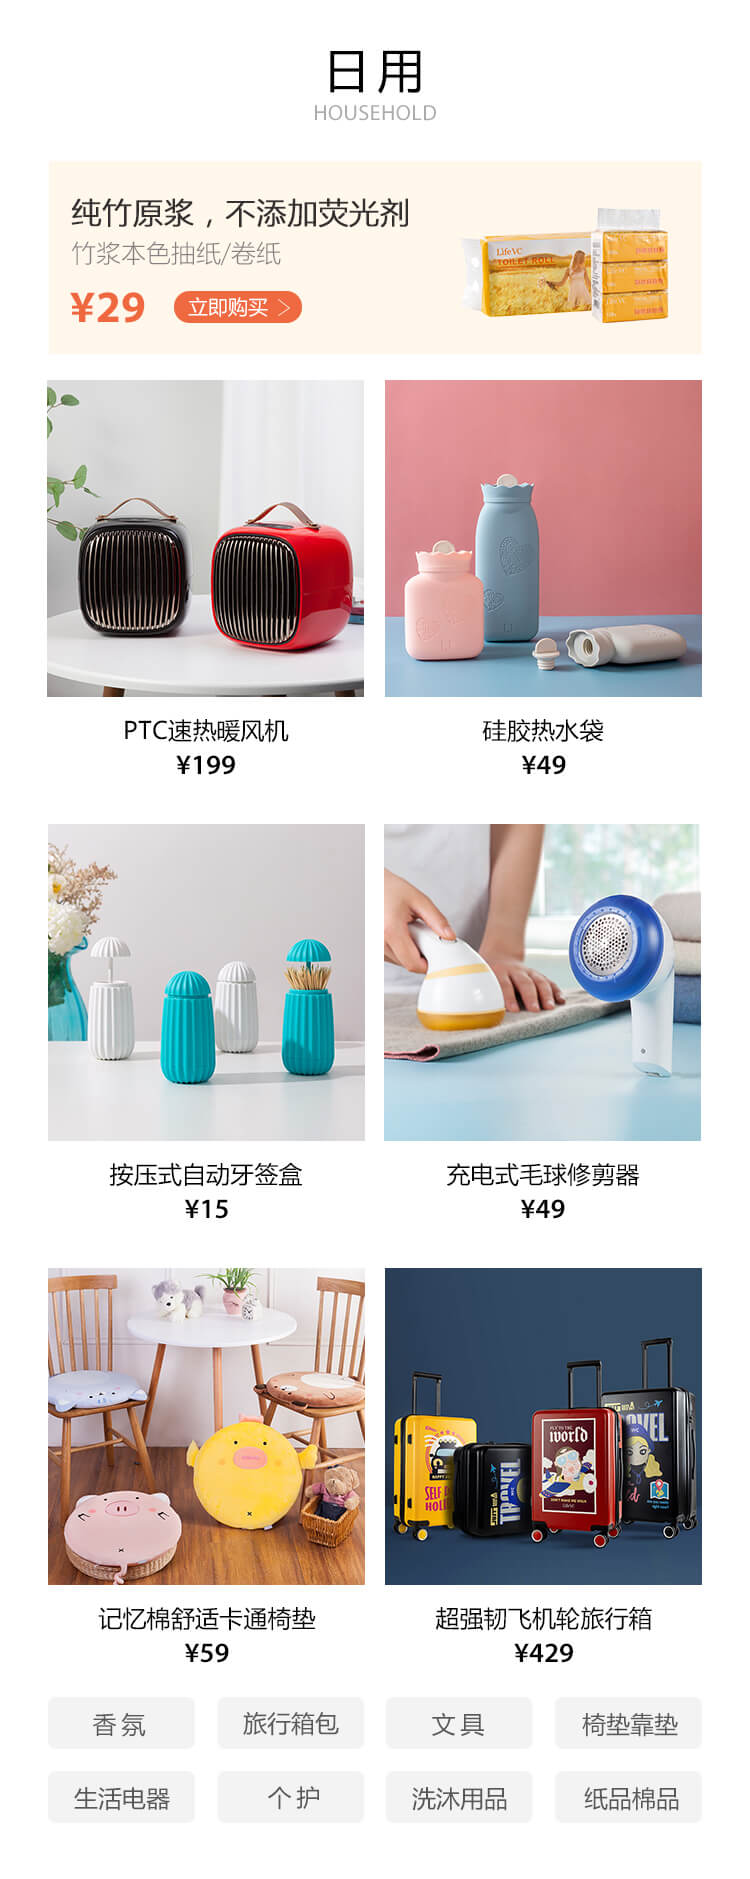 日用
HOUSEHOLD
纯竹原浆，不添加荧光剂
竹浆本色抽纸/卷纸
¥29
立即购买 >
LifeVC
TOILET ROLL
PTC速热暖风机
¥199
硅胶热水袋
¥49
按压式自动牙签盒
¥15
充电式毛球修剪器
¥49
FLY TO THE
world
TRAVEL
SELF
记忆棉舒适卡通椅垫
¥59
超强韧飞机轮旅行箱
¥429
香氛
旅行箱包
文具
椅垫靠垫
生活电器
个护
洗沐用品
纸品棉品